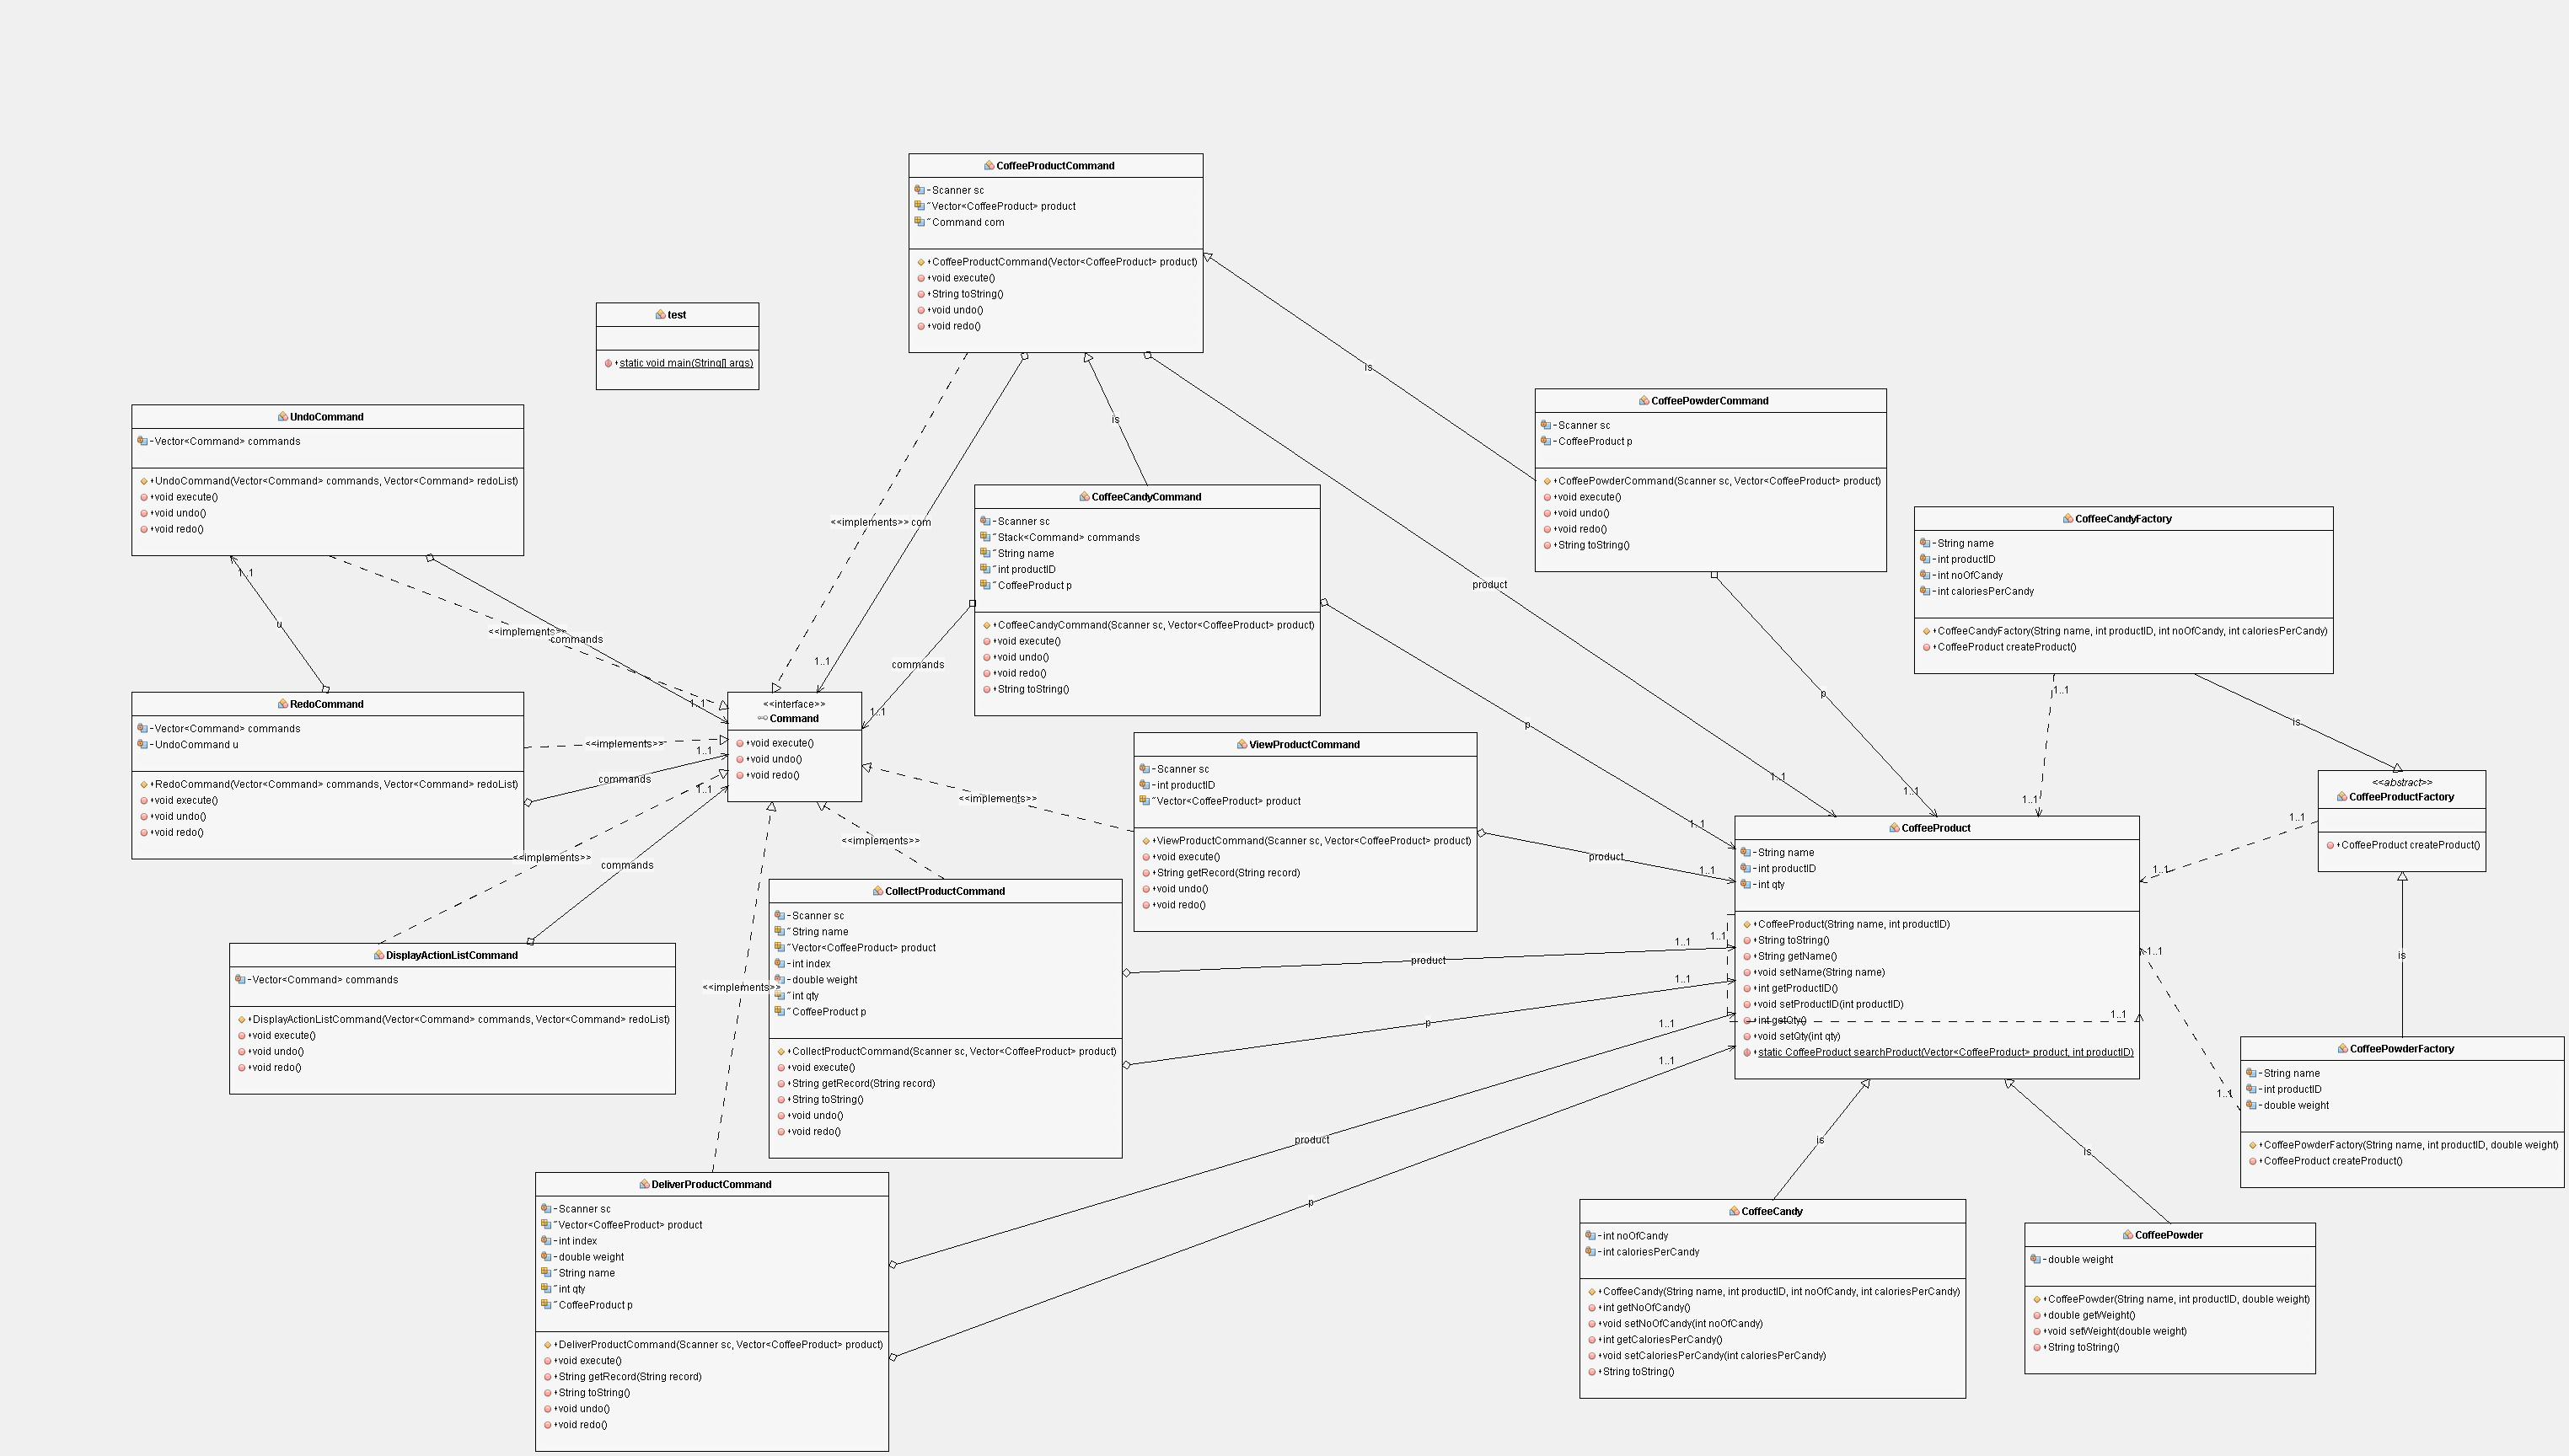 CoffeeProductCommand
-Scanner sc
~Vector<CoffeeProduct> product
~Command com
+CoffeeProductCommand(Vector<CoffeeProduct> product)
+void execute()
+String toString()
+void undo()
+void redo()
test
+static void main(String[] args)
UndoCommand
-Vector<Command> commands
+UndoCommand(Vector<Command> commands, Vector<Command> redoList)
+void execute()
+void undo()
+void redo()
CoffeePowderCommand
-Scanner sc
-CoffeeProduct p
+CoffeePowderCommand(Scanner sc, Vector<CoffeeProduct> product)
+void execute()
+void undo()
+void redo()
+String toString()
CoffeeCandyCommand
-Scanner sc
~Stack<Command> commands
~String name
~int productID
~CoffeeProduct p
+CoffeeCandyCommand(Scanner sc, Vector<CoffeeProduct> product)
+void execute()
+void undo()
+void redo()
+String toString()
CoffeeCandyFactory
-String name
-int productID
-int noOfCandy
-int caloriesPerCandy
+CoffeeCandyFactory(String name, int productID, int noOfCandy, int caloriesPerCandy)
+CoffeeProduct createProduct()
RedoCommand
-Vector<Command> commands
-UndoCommand u
+RedoCommand(Vector<Command> commands, Vector<Command> redoList)
+void execute()
+void undo()
+void redo()
<<interface>>
Command
+void execute()
+void undo()
+void redo()
ViewProductCommand
-Scanner sc
-int productID
~Vector<CoffeeProduct> product
+ViewProductCommand(Scanner sc, Vector<CoffeeProduct> product)
+void execute()
+String getRecord(String record)
+void undo()
+void redo()
<<abstract>>
CoffeeProductFactory
+CoffeeProduct createProduct()
CoffeeProduct
-String name
-int productID
-int qty
+CoffeeProduct(String name, int productID)
+String toString()
+String getName()
+void setName(String name)
+int getProductID()
+void setProductID(int productID)
+int getQty()
+void setQty(int qty)
+static CoffeeProduct searchProduct(Vector<CoffeeProduct> product, int productID)
CollectProductCommand
-Scanner sc
~String name
~Vector<CoffeeProduct> product
-int index
-double weight
~int qty
~CoffeeProduct p
+CollectProductCommand(Scanner sc, Vector<CoffeeProduct> product)
+void execute()
+String getRecord(String record)
+String toString()
+void undo()
+void redo()
DisplayActionListCommand
-Vector<Command> commands
+DisplayActionListCommand(Vector<Command> commands, Vector<Command> redoList)
+void execute()
+void undo()
+void redo()
CoffeePowderFactory
-String name
-int productID
-double weight
+CoffeePowderFactory(String name, int productID, double weight)
+CoffeeProduct createProduct()
DeliverProductCommand
-Scanner sc
~Vector<CoffeeProduct> product
-int index
-double weight
~String name
~int qty
~CoffeeProduct p
+DeliverProductCommand(Scanner sc, Vector<CoffeeProduct> product)
+void execute()
+String getRecord(String record)
+String toString()
+void undo()
+void redo()
CoffeeCandy
-int noOfCandy
-int caloriesPerCandy
+CoffeeCandy(String name, int productID, int noOfCandy, int caloriesPerCandy)
+int getNoOfCandy()
+void setNoOfCandy(int noOfCandy)
+int getCaloriesPerCandy()
+void setCaloriesPerCandy(int caloriesPerCandy)
+String toString()
CoffeePowder
-double weight
+CoffeePowder(String name, int productID, double weight)
+double getWeight()
+void setWeight(double weight)
+String toString()
is
is
<<implements>>
com
1..1
product
1..1
1..1
u
<<implements>>
commands
1..1
<<implements>>
1..1
commands
1..1
<<implements>>
commands
commands
1..1
<<implements>>
<<implements>>
<<implements>>
p
1..1
p
1..1
1..1
1..1
is
1..1
1..1
is
product
1..1
product
1..1
1..1
p
1..1
product
1..1
p
1..1
1..1
1..1
1..1
is
is